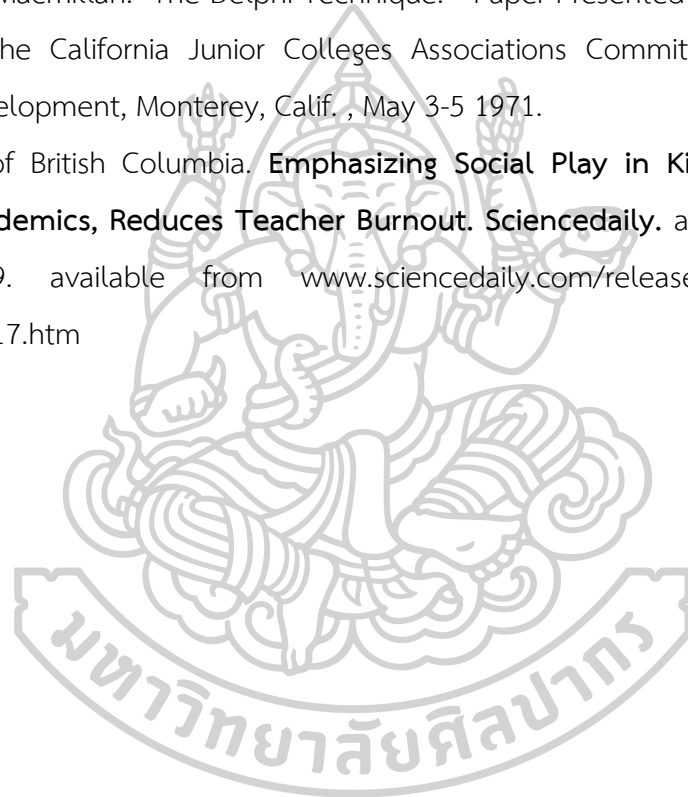 Macmillan. "The Delphi Technique." Paper Presented
the California Junior Colleges Associations Commit
elopment, Monterey, Calif. , May 3-5 1971.
of British Columbia. Emphasizing Social Play in Ki
demics, Reduces Teacher Burnout. Sciencedaily. a
9. available from www.sciencedaily.com/release
17.htm
มหาวิทยาลัยศิลปากร